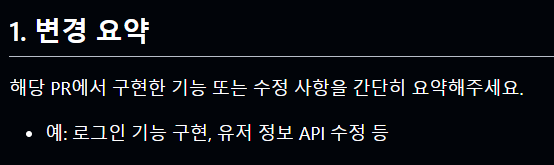 1. 변경 요약
해당 PR에서 구현한 기능 또는 수정 사항을 간단히 요약해주세요.
• 예: 로그인 기능 구현, 유저 정보 API 수정 등